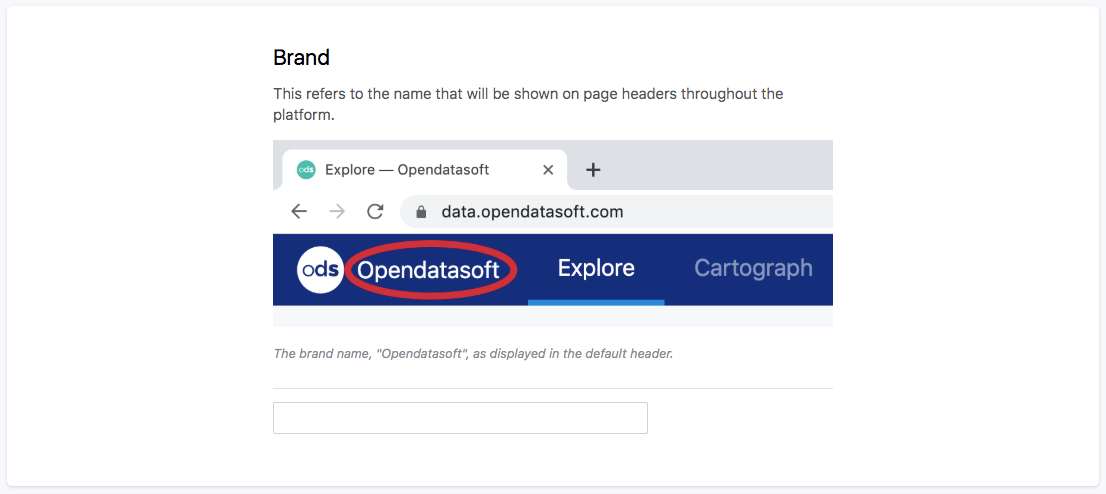 Brand
This refers to the name that will be shown on page headers throughout the
platform.
ods Explore — Opendatasoft
data.opendatasoft.com
ods Opendatasoft Explore Cartograph
The brand name, "Opendatasoft", as displayed in the default header.